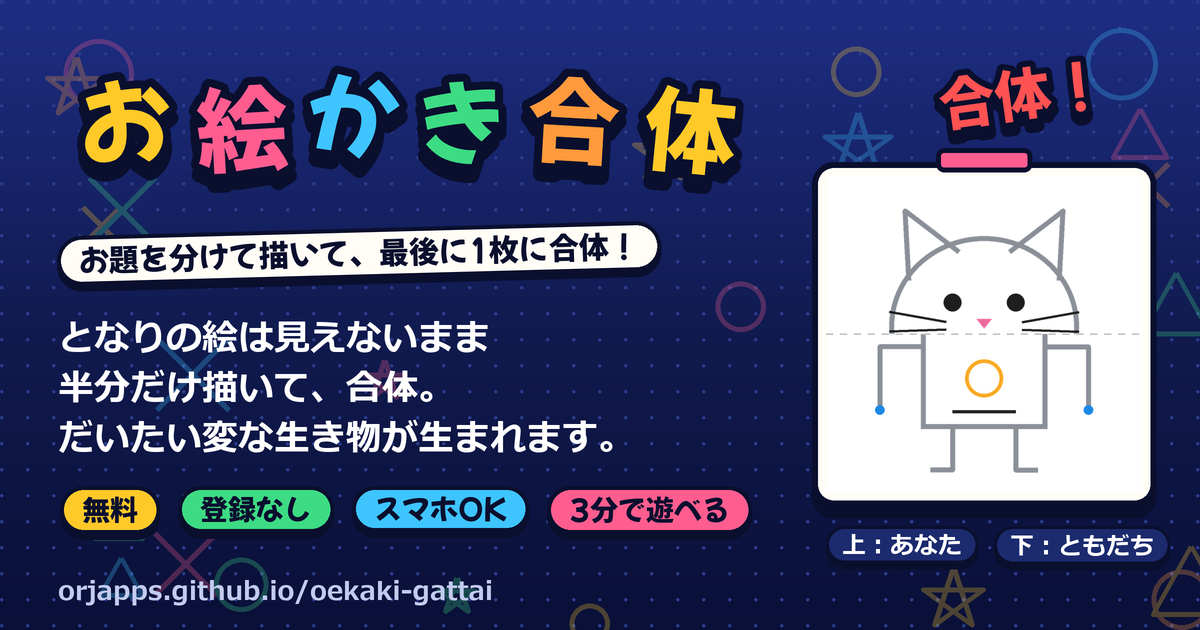 お絵かき合体
お題を分けて描いて、最後に1枚に合体！
となりの絵は見えないまま
半分だけ描いて、合体。
だいたい変な生き物が生まれます。
無料
登録なし
スマホOK
3分で遊べる
orjapps.github.io/oekaki-gattai
合体！
上：あなた
下：ともだち